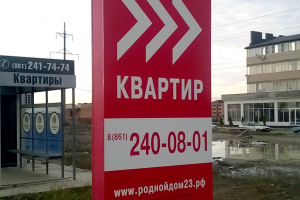 (861) 241-74-74
Квартиры
КВАРТИР
8(861) 240-08-01
www.роднойдом23.рф